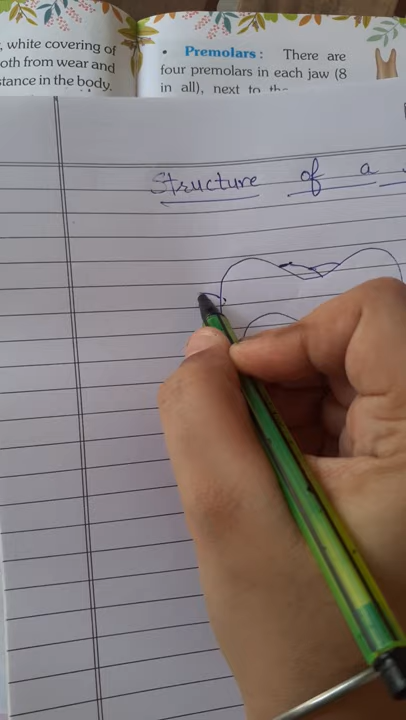 , white covering of
oth from wear and
stance in the body.
• Premolars : There are
four premolars in each jaw (8
in all), next to the
Structure of a